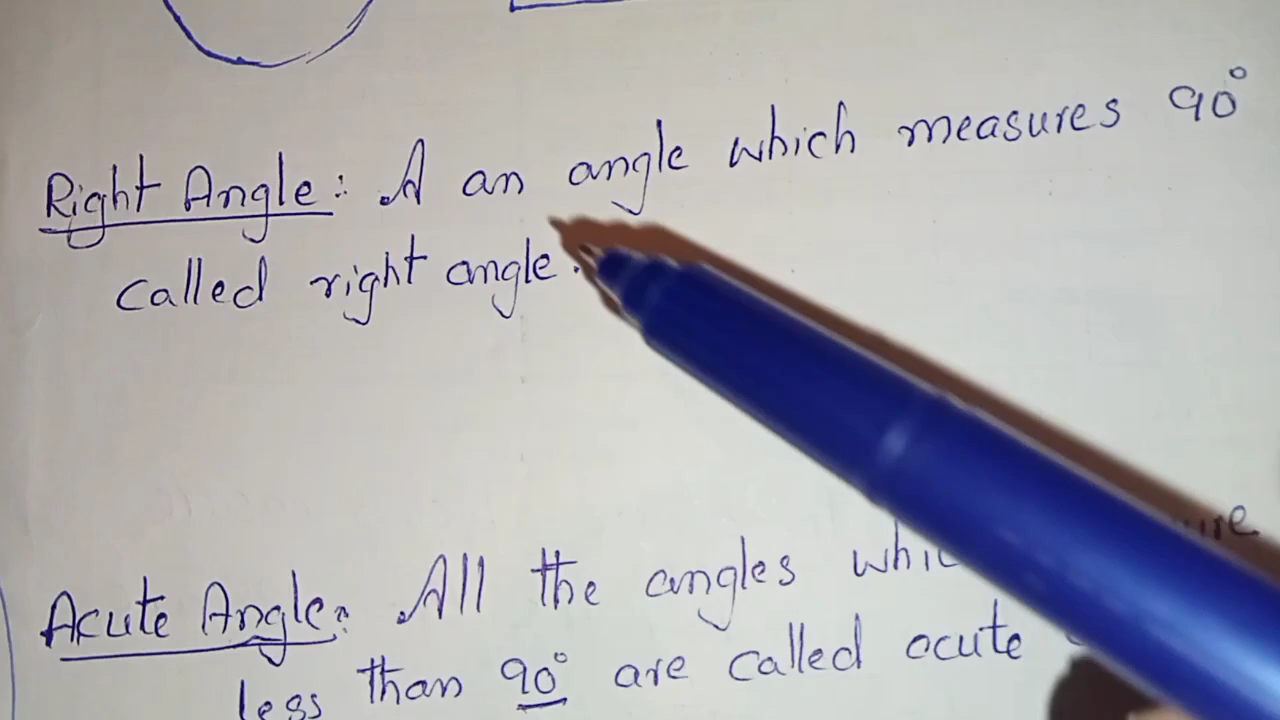 Right Angle: A an angle which measures 90°
called right angle.
Acute Angle: All the angles
less than 90° are called acute